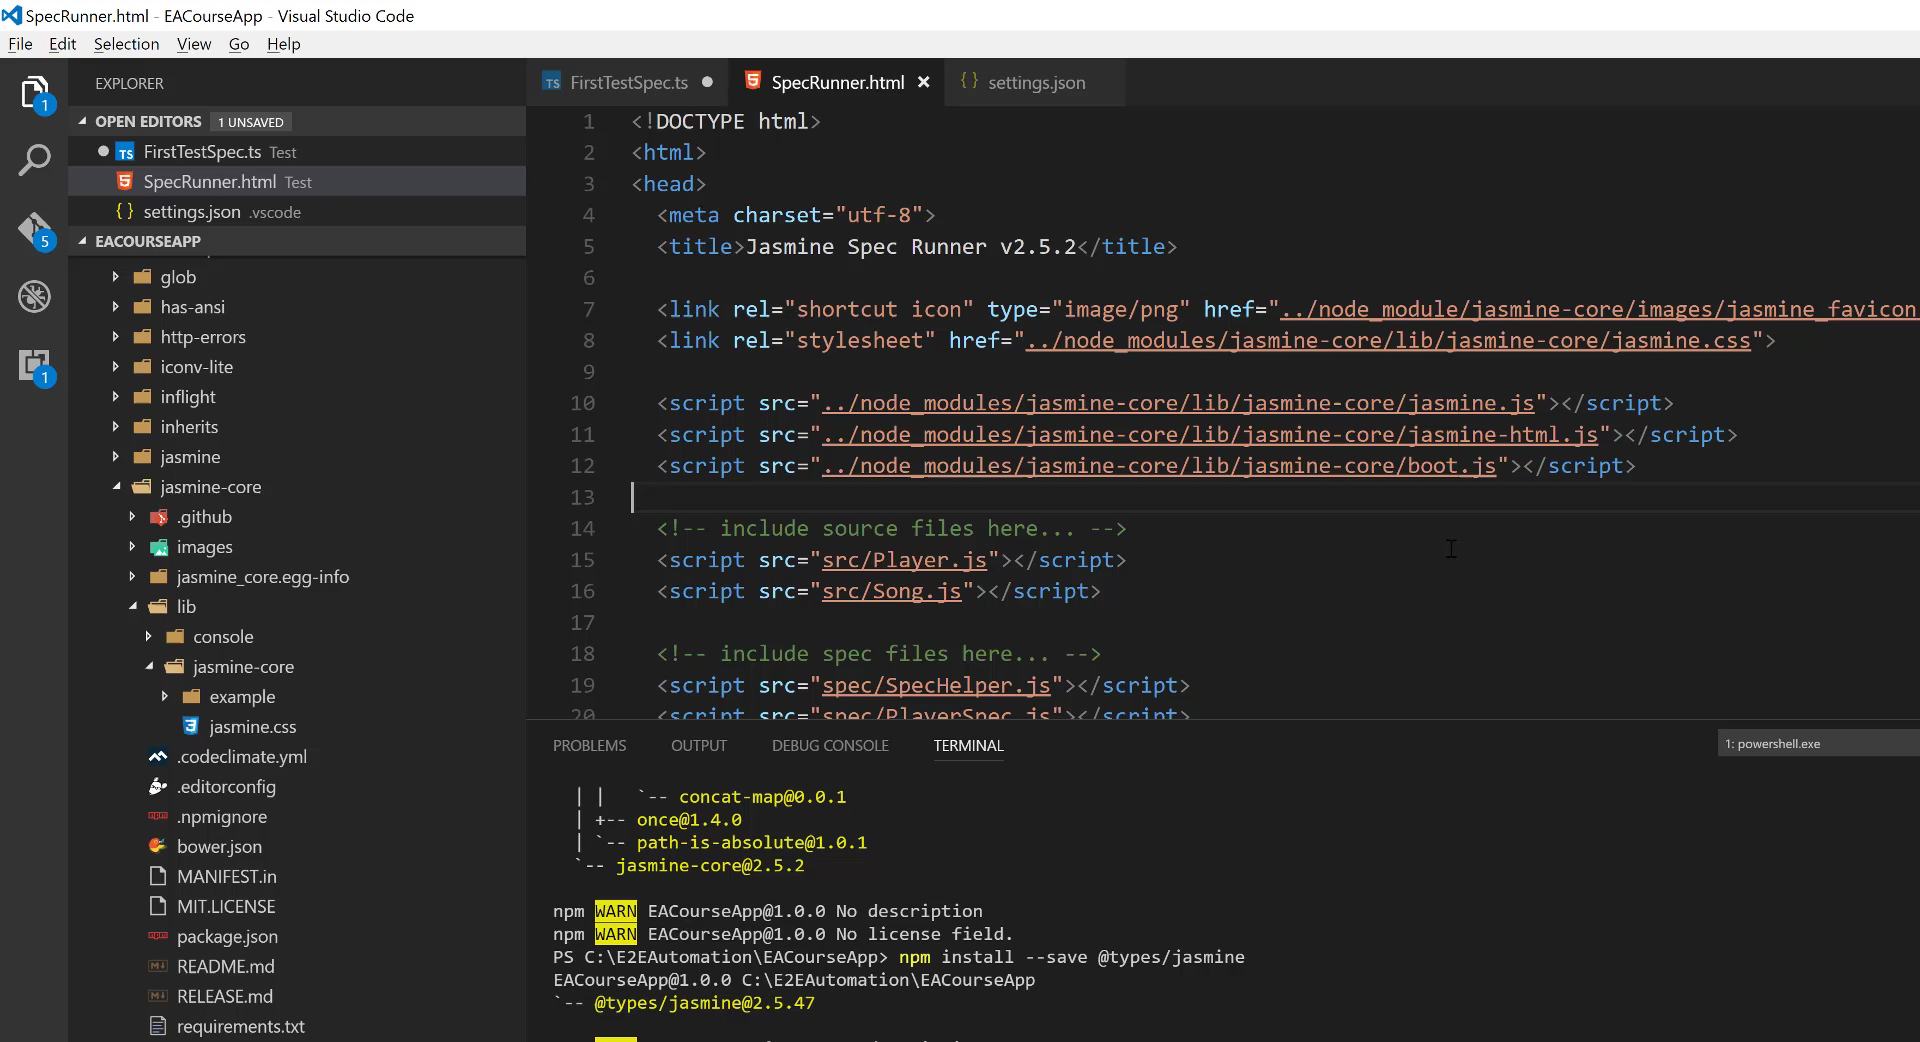 SpecRunner.html - EACourseApp - Visual Studio Code
File Edit Selection View Go Help
EXPLORER
OPEN EDITORS 1 UNSAVED
TS FirstTestSpec.ts Test
SpecRunner.html Test
{} settings.json .vscode
EACOURSEAPP
glob
has-ansi
http-errors
iconv-lite
inflight
inherits
jasmine
jasmine-core
.github
images
jasmine_core.egg-info
lib
console
jasmine-core
example
jasmine.css
.codeclimate.yml
.editorconfig
.npmignore
bower.json
MANIFEST.in
MIT.LICENSE
package.json
README.md
RELEASE.md
requirements.txt
1
5
1
TS FirstTestSpec.ts SpecRunner.html × {} settings.json
1 <!DOCTYPE html>
2 <html>
3 <head>
4 <meta charset="utf-8">
5 <title>Jasmine Spec Runner v2.5.2</title>
6
7 <link rel="shortcut icon" type="image/png" href="../node_module/jasmine-core/images/jasmine_favicon
8 <link rel="stylesheet" href="../node_modules/jasmine-core/lib/jasmine-core/jasmine.css">
9
10 <script src="../node_modules/jasmine-core/lib/jasmine-core/jasmine.js"></script>
11 <script src="../node_modules/jasmine-core/lib/jasmine-core/jasmine-html.js"></script>
12 <script src="../node_modules/jasmine-core/lib/jasmine-core/boot.js"></script>
13
14 <!-- include source files here... -->
15 <script src="src/Player.js"></script>
16 <script src="src/Song.js"></script>
17
18 <!-- include spec files here... -->
19 <script src="spec/SpecHelper.js"></script>
20 <script src="spec/PlayerSpec.js"></script>
PROBLEMS OUTPUT DEBUG CONSOLE TERMINAL 1: powershell.exe
| | `-- concat-map@0.0.1
| +-- once@1.4.0
| `-- path-is-absolute@1.0.1
`-- jasmine-core@2.5.2
npm WARN EACourseApp@1.0.0 No description
npm WARN EACourseApp@1.0.0 No license field.
PS C:\E2EAutomation\EACourseApp> npm install --save @types/jasmine
EACourseApp@1.0.0 C:\E2EAutomation\EACourseApp
`-- @types/jasmine@2.5.47